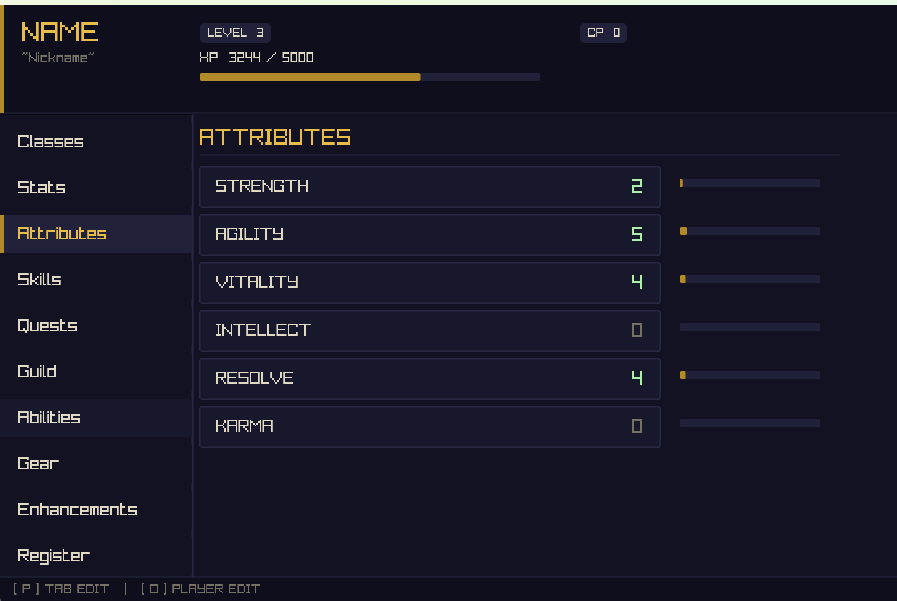 NAME
"Nickname"
LEVEL 3
CP 0
XP 3244 / 5000
Classes
Stats
Attributes
Skills
Quests
Guild
Abilities
Gear
Enhancements
Register
ATTRIBUTES
STRENGTH 2
AGILITY 5
VITALITY 4
INTELLECT 0
RESOLVE 4
KARMA 0
[ P ] TAB EDIT | [ O ] PLAYER EDIT